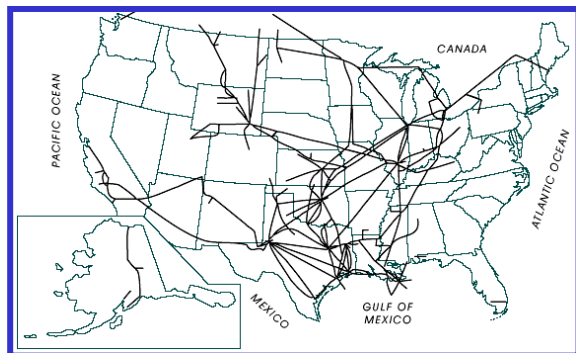 CANADA
PACIFIC OCEAN
ATLANTIC OCEAN
MEXICO
GULF OF
MEXICO